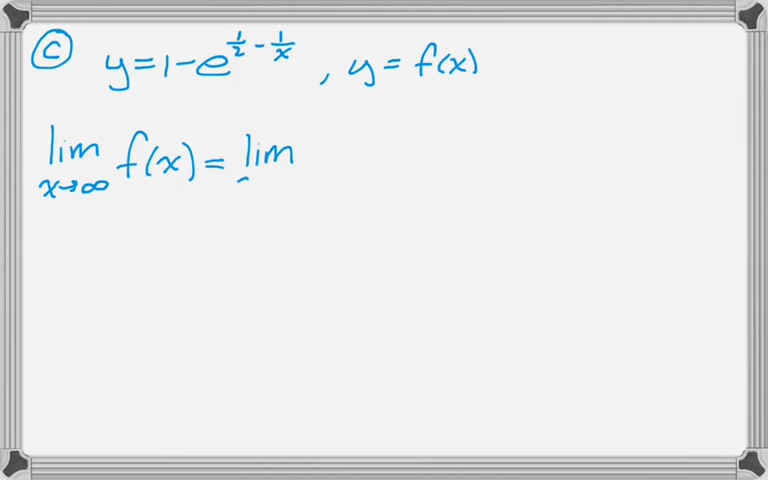 Ⓒ y=1-e^{1/2 - 1/x}, y = f(x)
lim_{x→∞} f(x) = lim